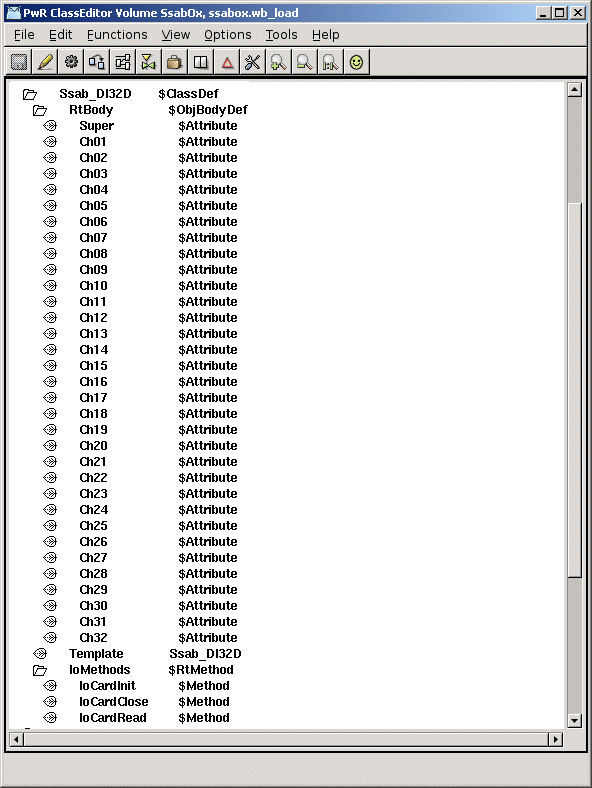 PwR ClassEditor Volume SsabOx, ssabox.wb_load
File Edit Functions View Options Tools Help
Ssab_DI32D $ClassDef
RtBody $ObjBodyDef
Super $Attribute
Ch01 $Attribute
Ch02 $Attribute
Ch03 $Attribute
Ch04 $Attribute
Ch05 $Attribute
Ch06 $Attribute
Ch07 $Attribute
Ch08 $Attribute
Ch09 $Attribute
Ch10 $Attribute
Ch11 $Attribute
Ch12 $Attribute
Ch13 $Attribute
Ch14 $Attribute
Ch15 $Attribute
Ch16 $Attribute
Ch17 $Attribute
Ch18 $Attribute
Ch19 $Attribute
Ch20 $Attribute
Ch21 $Attribute
Ch22 $Attribute
Ch23 $Attribute
Ch24 $Attribute
Ch25 $Attribute
Ch26 $Attribute
Ch27 $Attribute
Ch28 $Attribute
Ch29 $Attribute
Ch30 $Attribute
Ch31 $Attribute
Ch32 $Attribute
Template Ssab_DI32D
IoMethods $RtMethod
IoCardInit $Method
IoCardClose $Method
IoCardRead $Method